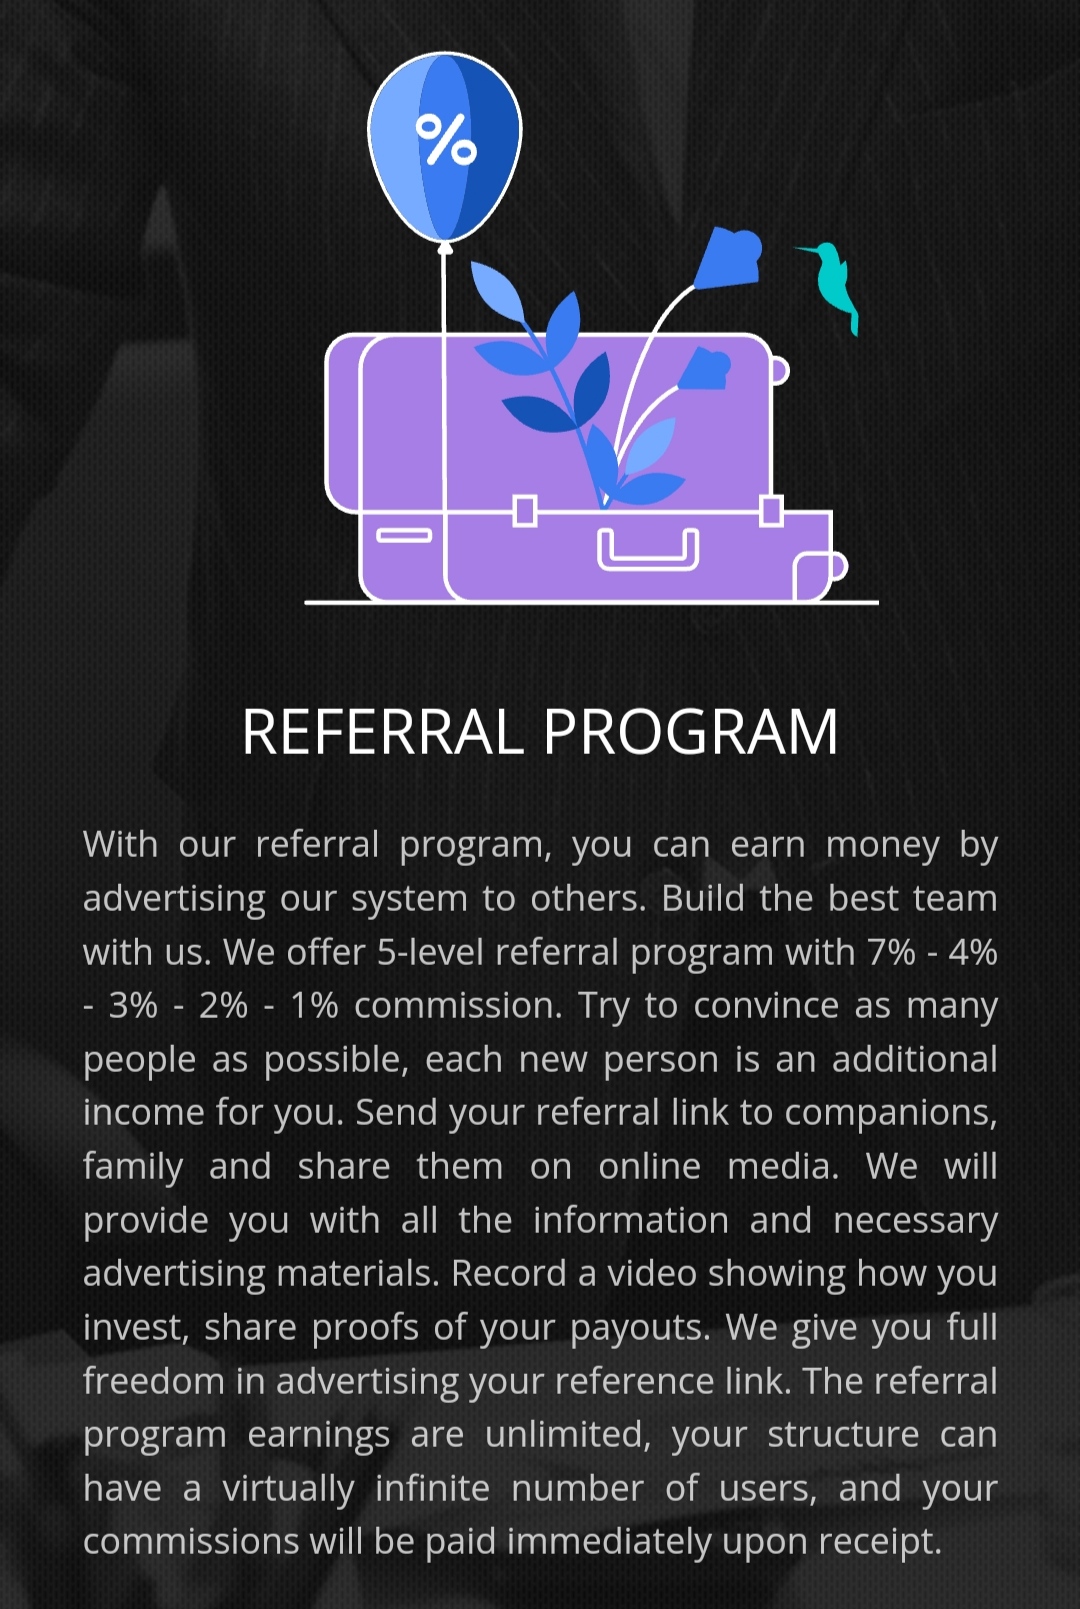 %
REFERRAL PROGRAM
With our referral program, you can earn money by
advertising our system to others. Build the best team
with us. We offer 5-level referral program with 7% - 4%
- 3% - 2% - 1% commission. Try to convince as many
people as possible, each new person is an additional
income for you. Send your referral link to companions,
family and share them on online media. We will
provide you with all the information and necessary
advertising materials. Record a video showing how you
invest, share proofs of your payouts. We give you full
freedom in advertising your reference link. The referral
program earnings are unlimited, your structure can
have a virtually infinite number of users, and your
commissions will be paid immediately upon receipt.